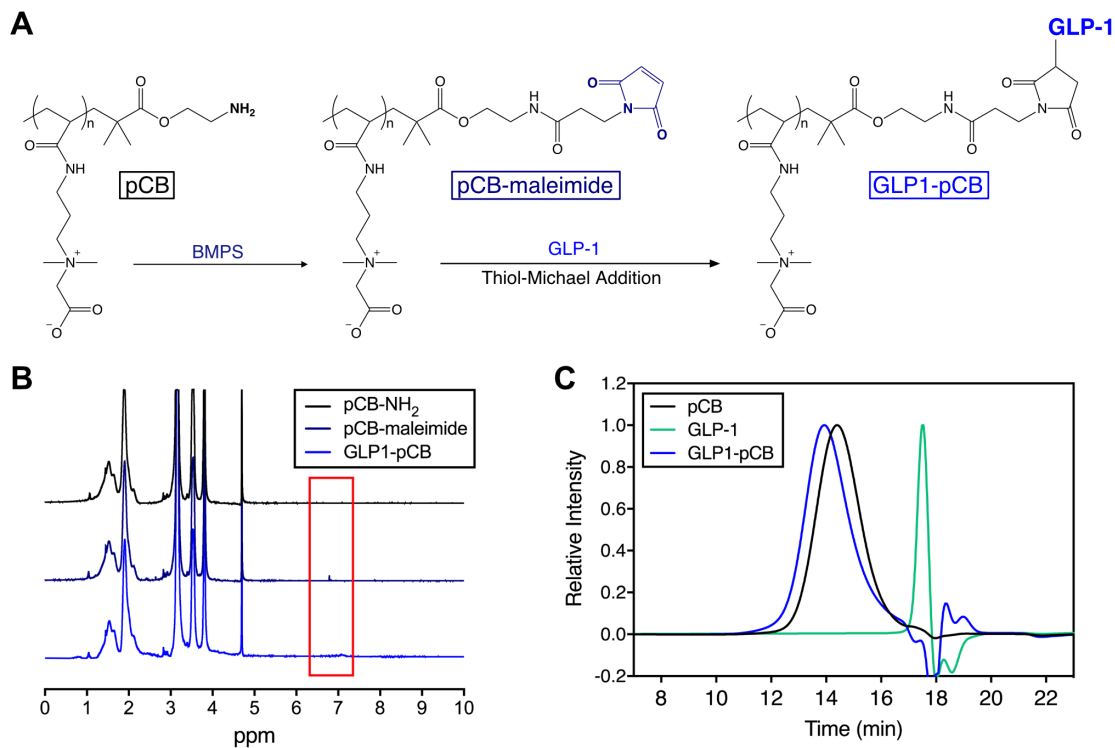 A
GLP-1
NH2
pCB
BMPS
pCB-maleimide
GLP-1
Thiol-Michael Addition
GLP1-pCB
O
O
n
O
NH
N
+
O
−O
O
O
n
H
N
O
O
N
O
O
NH
N
+
O
−O
O
O
n
H
N
O
O
N
O
O
NH
N
+
O
−O
B
pCB-NH2
pCB-maleimide
GLP1-pCB
0 1 2 3 4 5 6 7 8 9 10
ppm
C
pCB
GLP-1
GLP1-pCB
Relative Intensity
1.2
1.0
0.8
0.6
0.4
0.2
0.0
-0.2
8 10 12 14 16 18 20 22
Time (min)